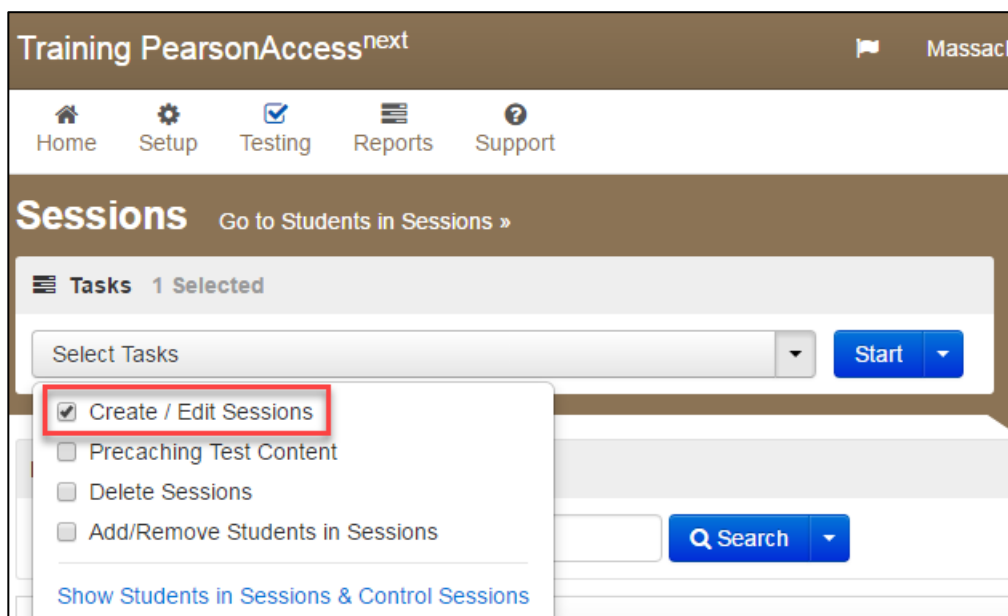 Training PearsonAccessnext
Massach
Home Setup Testing Reports Support
Sessions Go to Students in Sessions »
Tasks 1 Selected
Select Tasks
Start
Create / Edit Sessions
Precaching Test Content
Delete Sessions
Add/Remove Students in Sessions
Search
Show Students in Sessions & Control Sessions